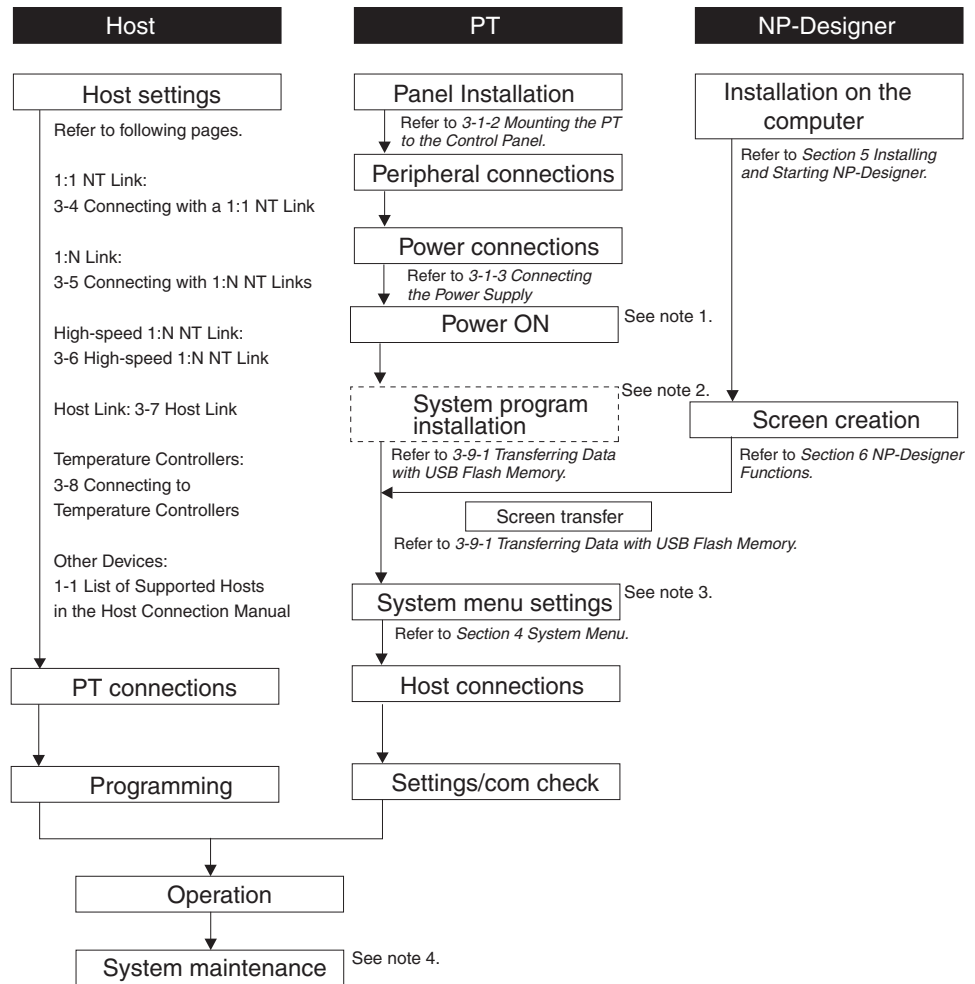 Host
PT
NP-Designer
Host settings
Refer to following pages.
1:1 NT Link:
3-4 Connecting with a 1:1 NT Link
1:N Link:
3-5 Connecting with 1:N NT Links
High-speed 1:N NT Link:
3-6 High-speed 1:N NT Link
Host Link: 3-7 Host Link
Temperature Controllers:
3-8 Connecting to
Temperature Controllers
Other Devices:
1-1 List of Supported Hosts
in the Host Connection Manual
PT connections
Programming
Panel Installation
Refer to 3-1-2 Mounting the PT
to the Control Panel.
Peripheral connections
Power connections
Refer to 3-1-3 Connecting
the Power Supply
Power ON
See note 1.
System program
installation
See note 2.
Refer to 3-9-1 Transferring Data
with USB Flash Memory.
Installation on the
computer
Refer to Section 5 Installing
and Starting NP-Designer.
Screen creation
Refer to Section 6 NP-Designer
Functions.
Screen transfer
Refer to 3-9-1 Transferring Data with USB Flash Memory.
System menu settings
See note 3.
Refer to Section 4 System Menu.
Host connections
Settings/com check
Operation
System maintenance
See note 4.